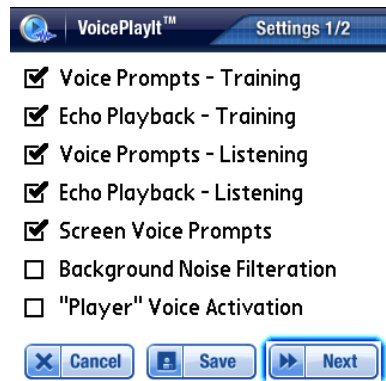 VoicePlayIt™ Settings 1/2
Voice Prompts - Training
Echo Playback - Training
Voice Prompts - Listening
Echo Playback - Listening
Screen Voice Prompts
Background Noise Filteration
"Player" Voice Activation
Cancel Save Next